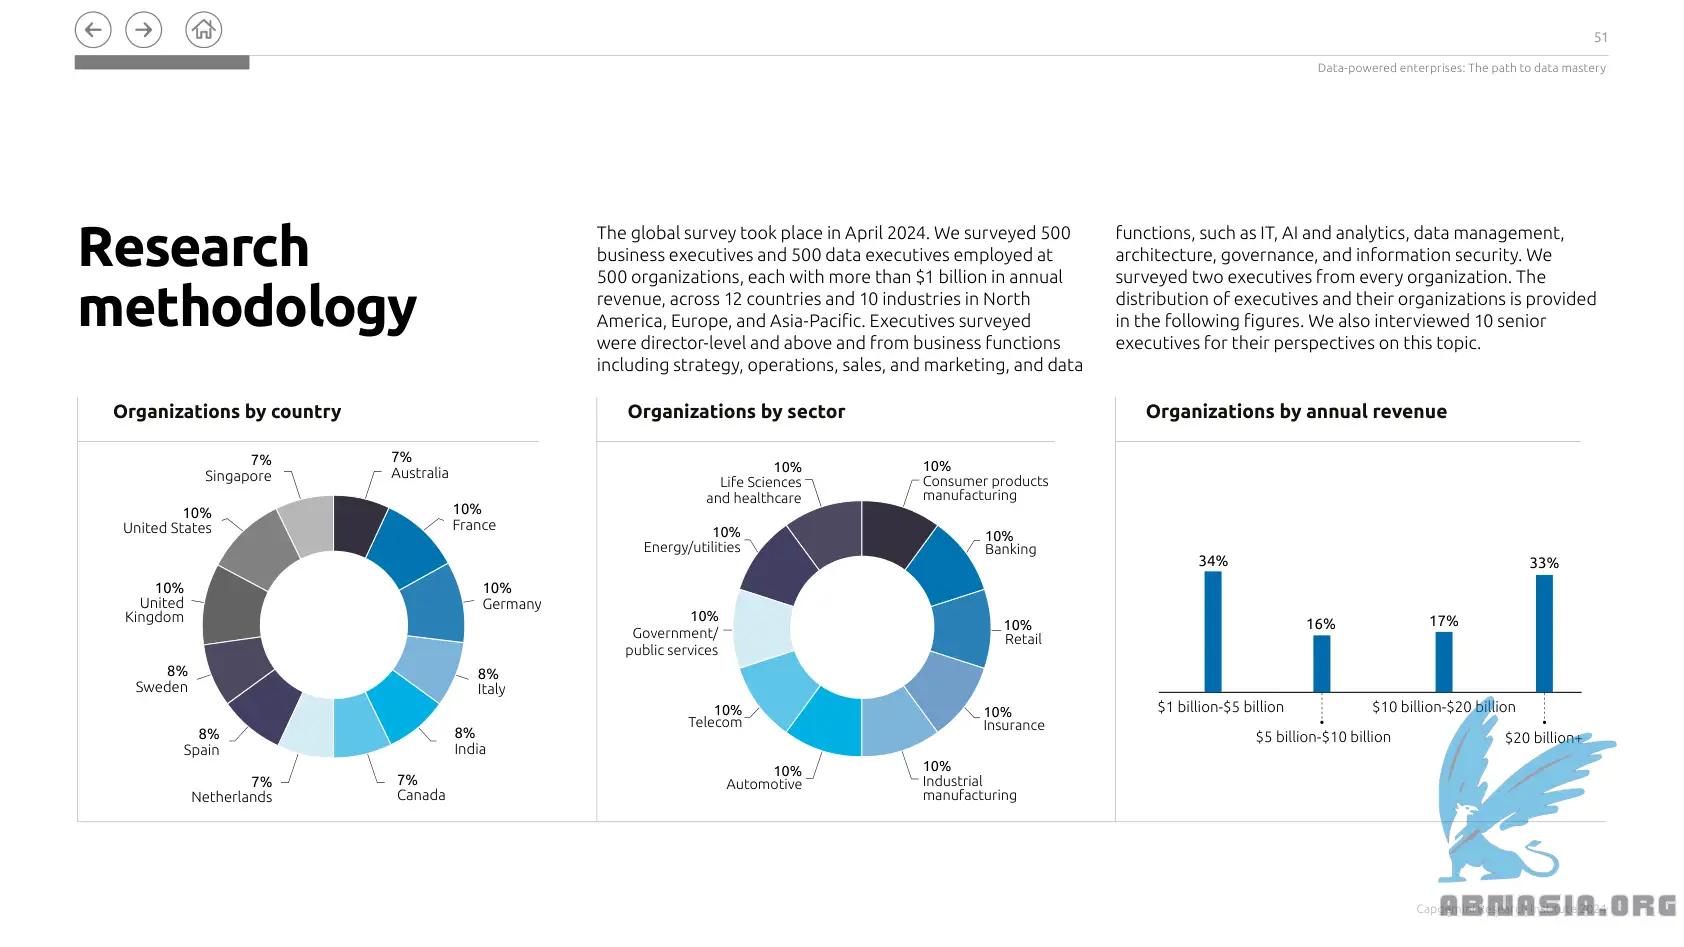 51
Data-powered enterprises: The path to data mastery
Research
methodology
The global survey took place in April 2024. We surveyed 500
business executives and 500 data executives employed at
500 organizations, each with more than $1 billion in annual
revenue, across 12 countries and 10 industries in North
America, Europe, and Asia-Pacific. Executives surveyed
were director-level and above and from business functions
including strategy, operations, sales, and marketing, and data
functions, such as IT, AI and analytics, data management,
architecture, governance, and information security. We
surveyed two executives from every organization. The
distribution of executives and their organizations is provided
in the following figures. We also interviewed 10 senior
executives for their perspectives on this topic.
Organizations by country
7%
Australia
10%
France
10%
Germany
8%
Italy
8%
India
7%
Canada
7%
Netherlands
8%
Spain
8%
Sweden
10%
United
Kingdom
10%
United States
7%
Singapore
Organizations by sector
10%
Consumer products
manufacturing
10%
Banking
10%
Retail
10%
Insurance
10%
Industrial
manufacturing
10%
Automotive
10%
Telecom
10%
Government/
public services
10%
Energy/utilities
10%
Life Sciences
and healthcare
Organizations by annual revenue
34%
16%
17%
33%
$1 billion-$5 billion
$5 billion-$10 billion
$10 billion-$20 billion
$20 billion+
ABNASIA.ORG